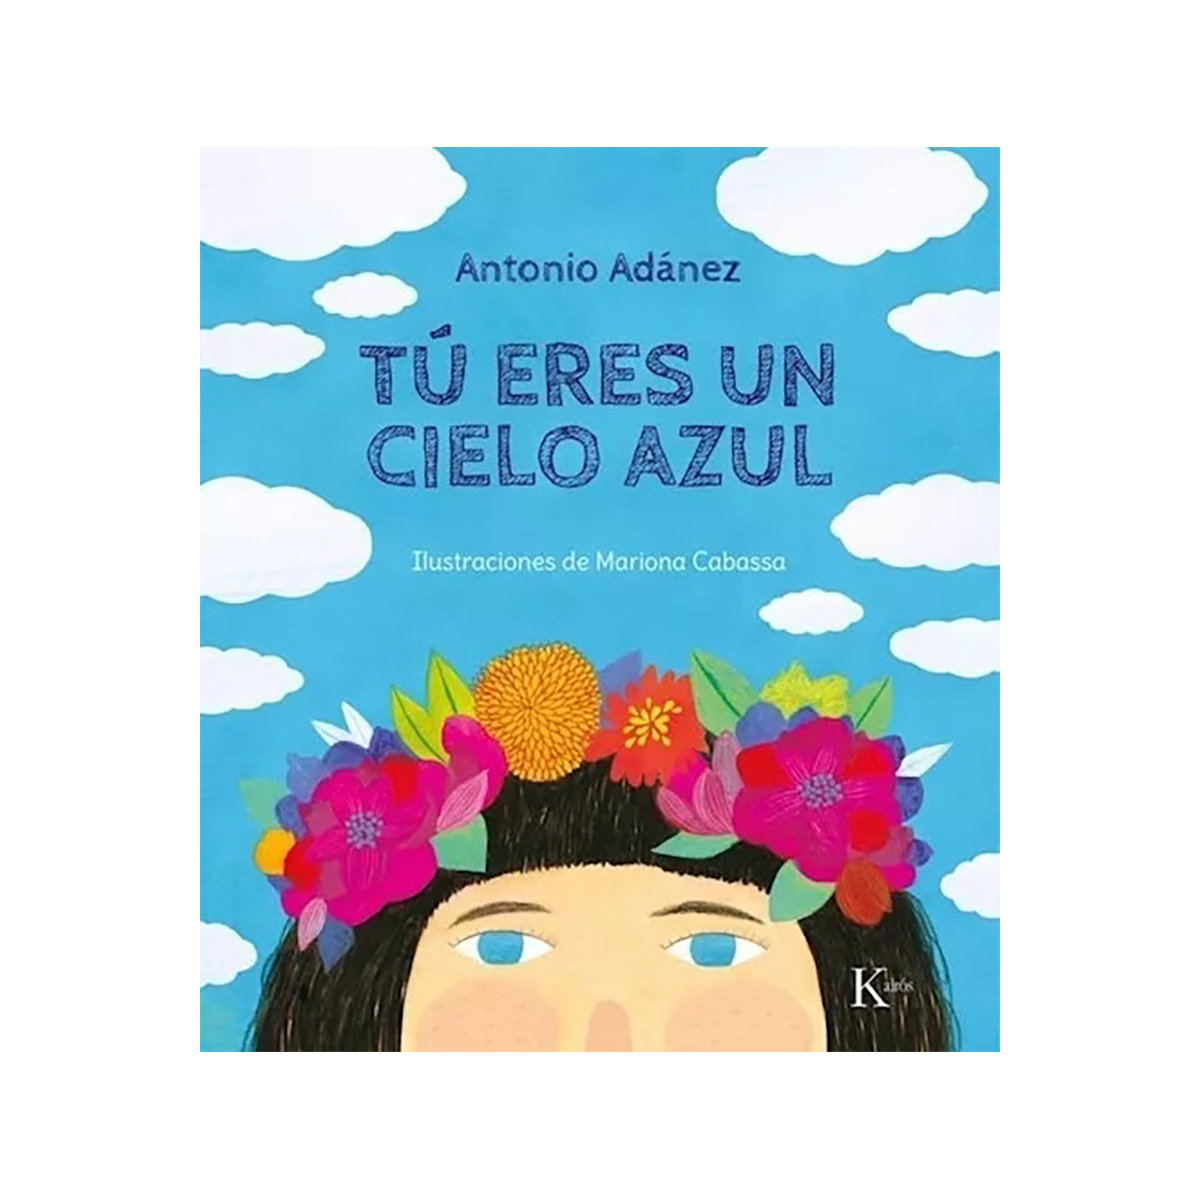 Antonio Adánez
TÚ ERES UN
CIELO AZUL
Ilustraciones de Mariona Cabassa
Kairós